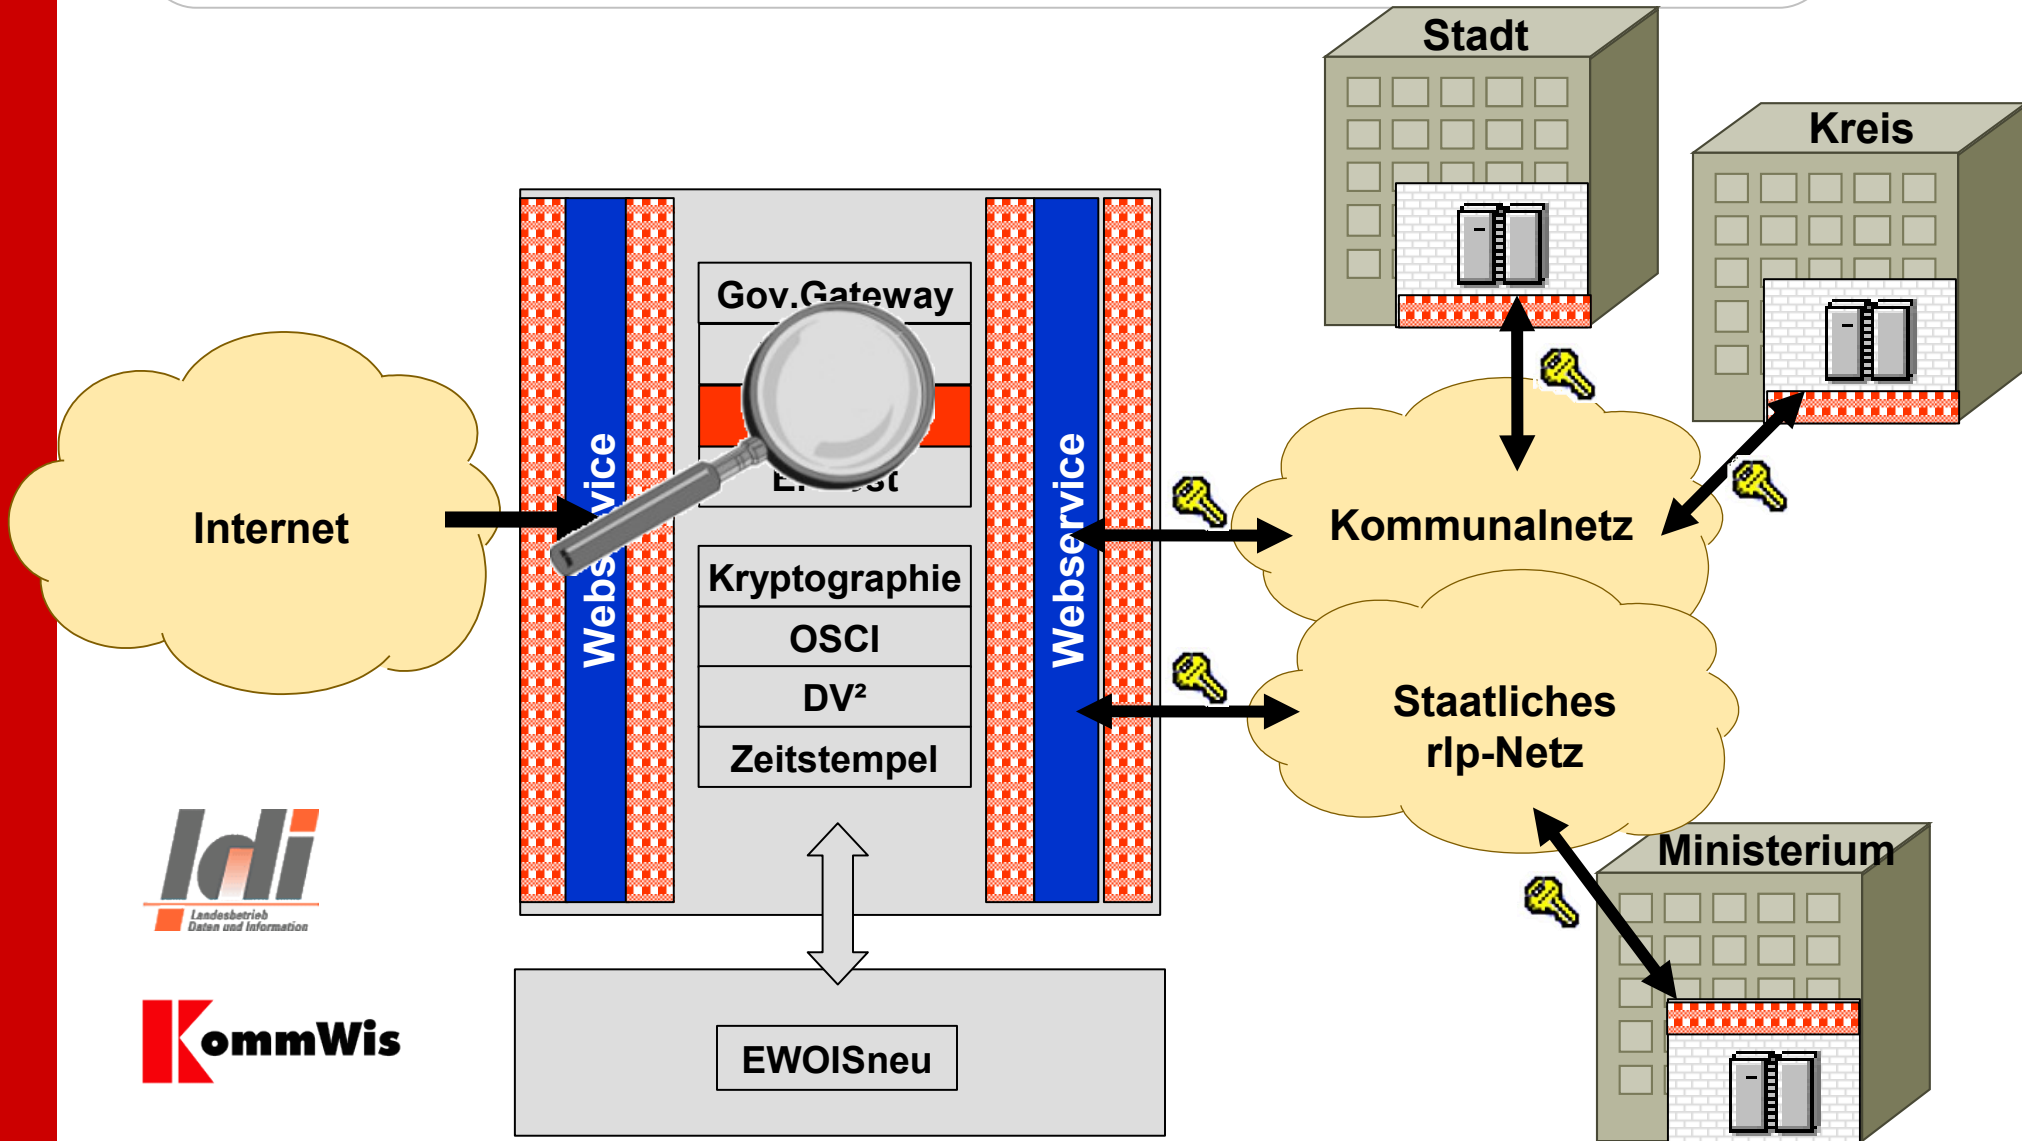 Stadt
Kreis
Gov.Gateway
Internet
Webservice
Webservice
Kryptographie
OSCI
DV²
Zeitstempel
Kommunalnetz
Staatliches
rlp-Netz
Ministerium
ldi
Landesbetrieb
Daten und Information
KommWis
EWOISneu